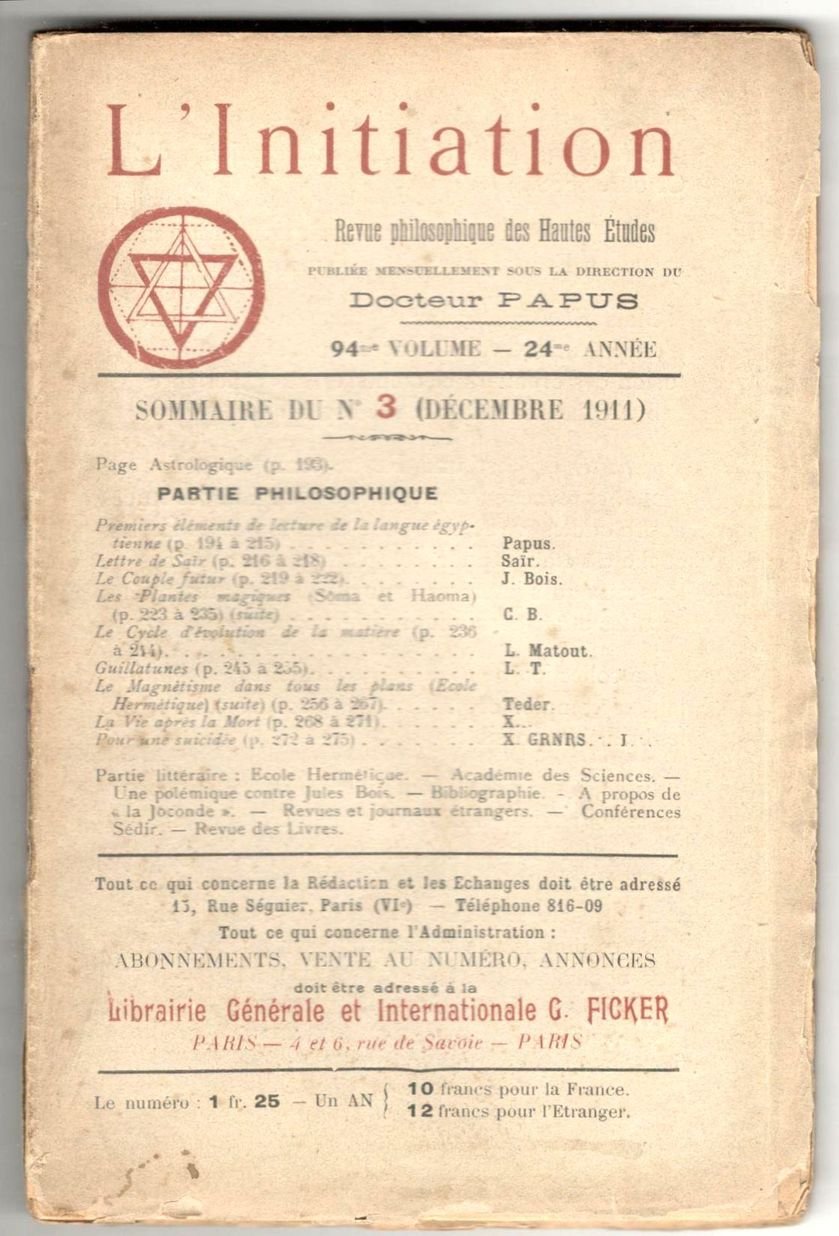 L'Initiation
Revue philosophique des Hautes Études
PUBLIÉE MENSUELLEMENT SOUS LA DIRECTION DU
Docteur PAPUS
94me VOLUME — 24me ANNÉE
SOMMAIRE DU N° 3 (DÉCEMBRE 1911)
Page Astrologique (p. 193).
PARTIE PHILOSOPHIQUE
Premiers éléments de lecture de la langue égyp-
tienne (p. 194 à 215) . . . . . . . . . . Papus.
Lettre de Saïr (p. 216 à 218) . . . . . . . . Saïr.
Le Couple futur (p. 219 à 222). . . . . . . J. Bois.
Les Plantes magiques (Sôma et Haoma)
(p. 223 à 235) (suite) . . . . . . . . . . C. B.
Le Cycle d'évolution de la matière (p. 236
à 244). . . . . . . . . . . . . . . . L. Matout.
Guillatunes (p. 245 à 255). . . . . . . . . L. T.
Le Magnétisme dans tous les plans (Ecole
Hermétique) (suite) (p. 256 à 267). . . . . Teder.
La Vie après la Mort (p. 268 à 271). . . . . . X...
Pour une suicidée (p. 272 à 275) . . . . . . X GRNRS.·. I.·.
Partie littéraire : Ecole Hermétique. — Académie des Sciences. —
Une polémique contre Jules Bois. — Bibliographie. - A propos de
« la Joconde ». — Revues et journaux étrangers. — Conférences
Sédir. — Revue des Livres.
Tout ce qui concerne la Rédaction et les Echanges doit être adressé
13, Rue Séguier, Paris (VIe) — Téléphone 816-09
Tout ce qui concerne l'Administration :
ABONNEMENTS, VENTE AU NUMÉRO, ANNONCES
doit être adressé à la
Librairie Générale et Internationale G. FICKER
PARIS — 4 et 6, rue de Savoie — PARIS
Le numéro : 1 fr. 25 — Un AN { 10 francs pour la France.
12 francs pour l'Etranger.